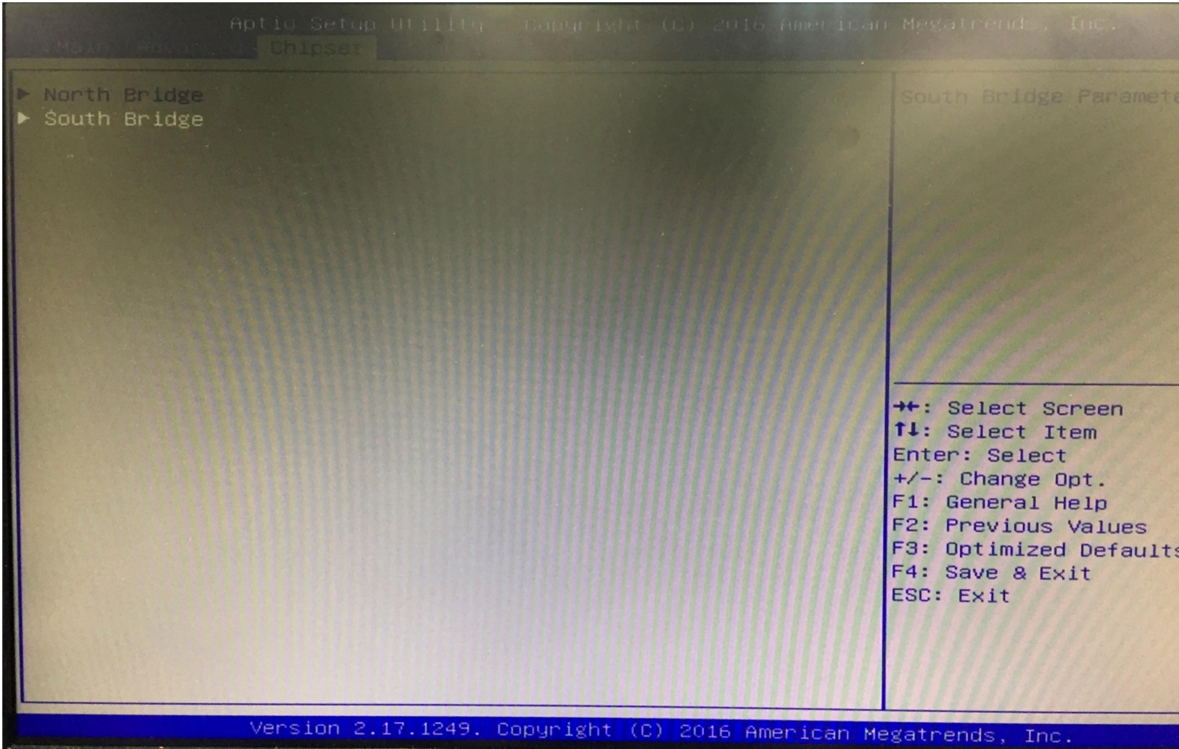 Aptio Setup Utility Copyright (C) 2016 American Megatrends, Inc.
Main Chipset
► North Bridge
► South Bridge
South Bridge Paramete
→←: Select Screen
↑↓: Select Item
Enter: Select
+/-: Change Opt.
F1: General Help
F2: Previous Values
F3: Optimized Defaults
F4: Save & Exit
ESC: Exit
Version 2.17.1249. Copyright (C) 2016 American Megatrends, Inc.